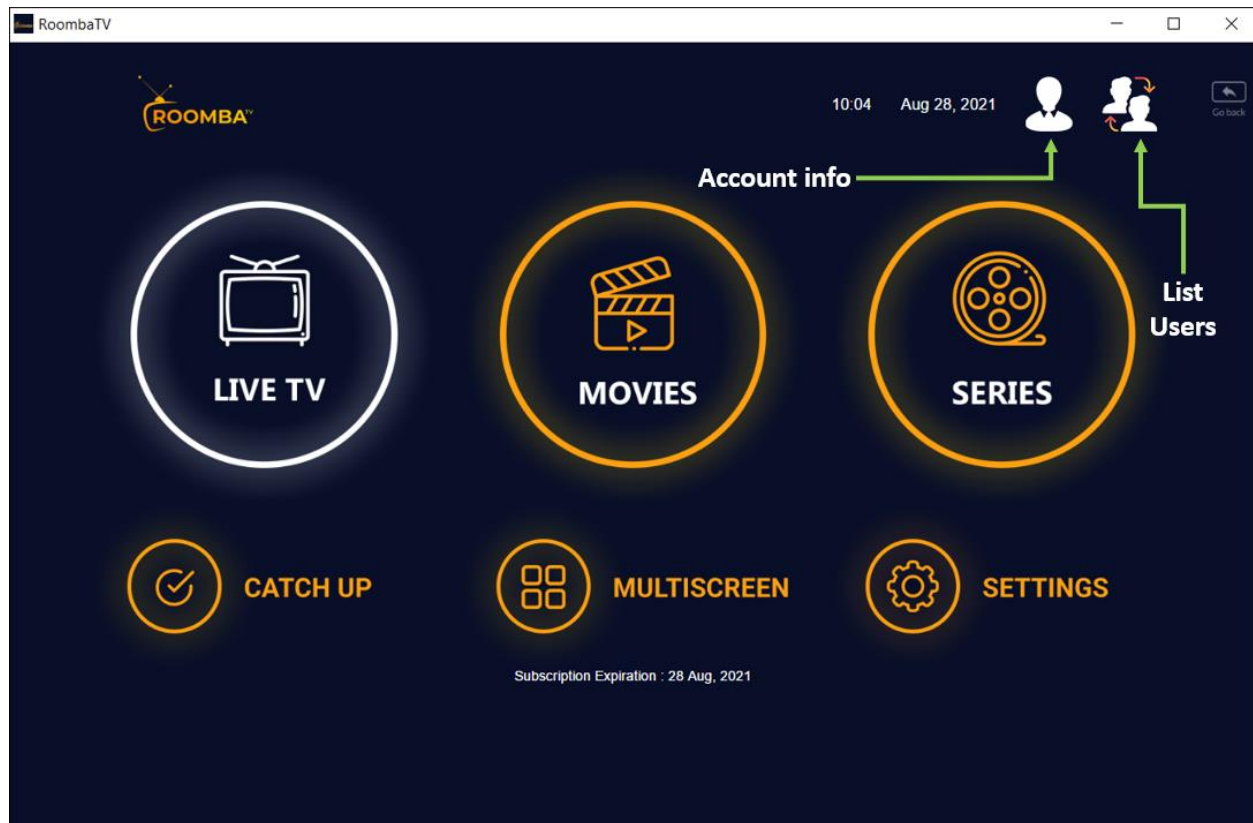 RoombaTV
ROOMBA TV
10:04 Aug 28, 2021
Go back
Account info
List
Users
LIVE TV
MOVIES
SERIES
CATCH UP
MULTISCREEN
SETTINGS
Subscription Expiration : 28 Aug, 2021